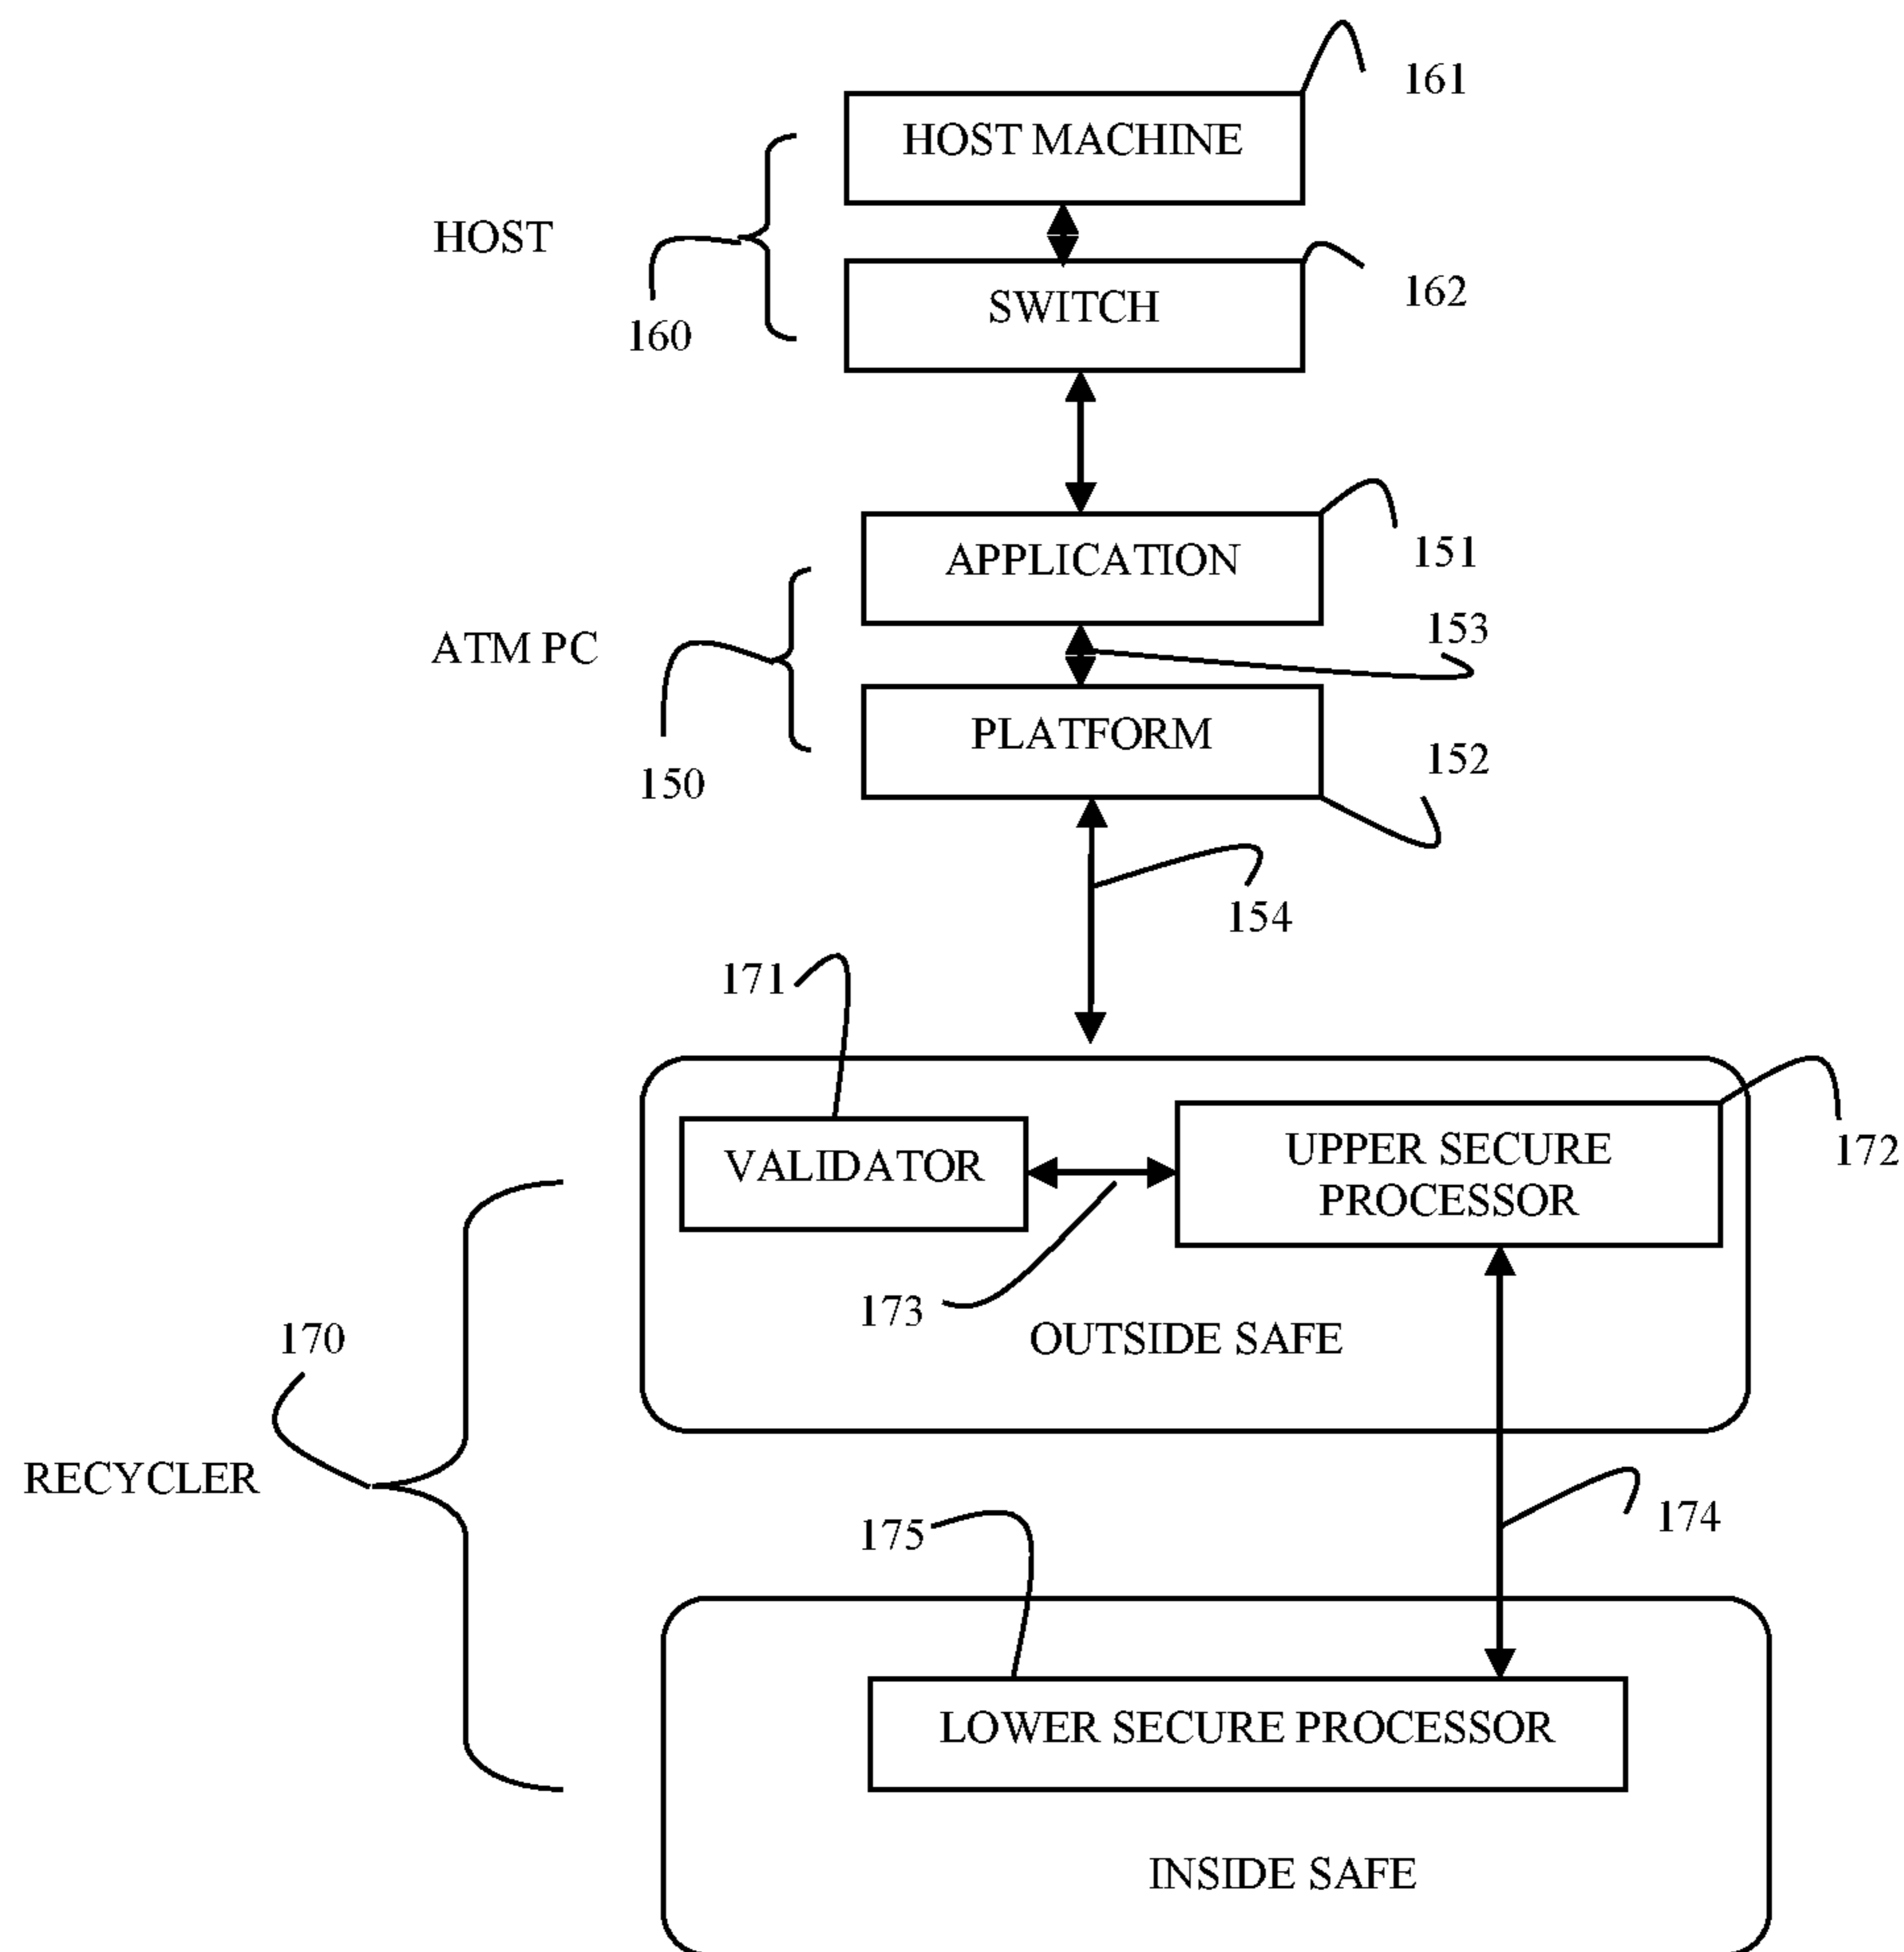 161
HOST MACHINE
HOST
162
SWITCH
160
APPLICATION
151
153
ATM PC
PLATFORM
152
150
154
171
UPPER SECURE
PROCESSOR
172
VALIDATOR
173
OUTSIDE SAFE
170
RECYCLER
174
175
LOWER SECURE PROCESSOR
INSIDE SAFE